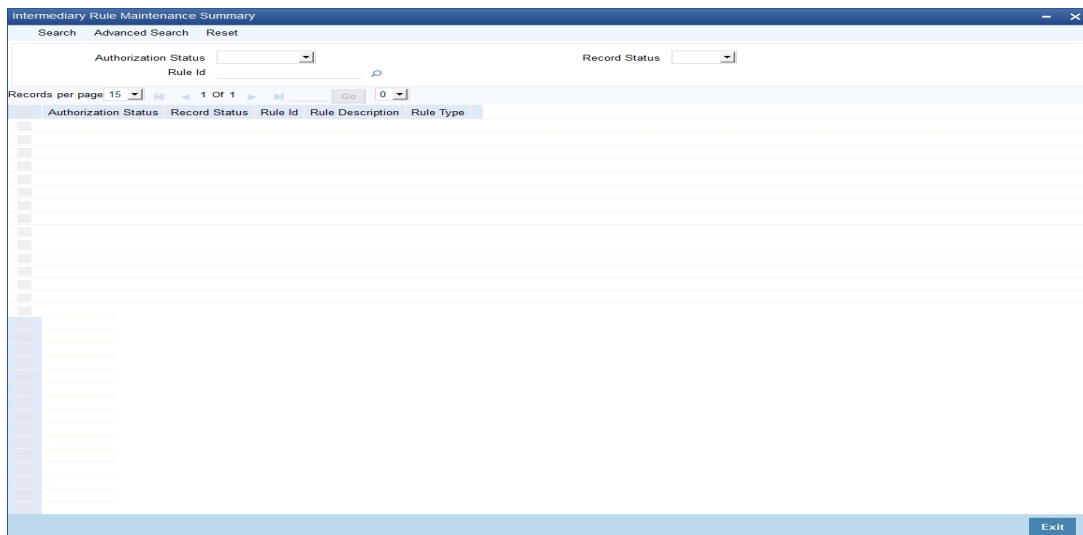 Intermediary Rule Maintenance Summary
Search Advanced Search Reset
Authorization Status Record Status
Rule Id
Records per page 15 1 Of 1 Go 0
Authorization Status Record Status Rule Id Rule Description Rule Type
Exit